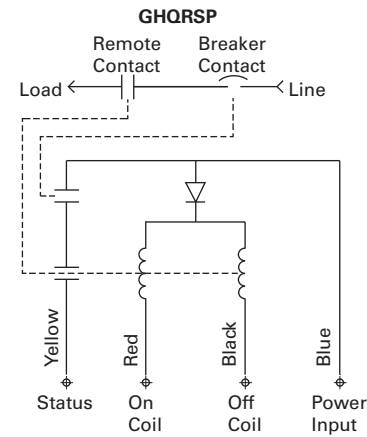 GHQRSP
Remote Contact
Breaker Contact
Load
Line
Yellow
Red
Black
Blue
Status
On Coil
Off Coil
Power Input